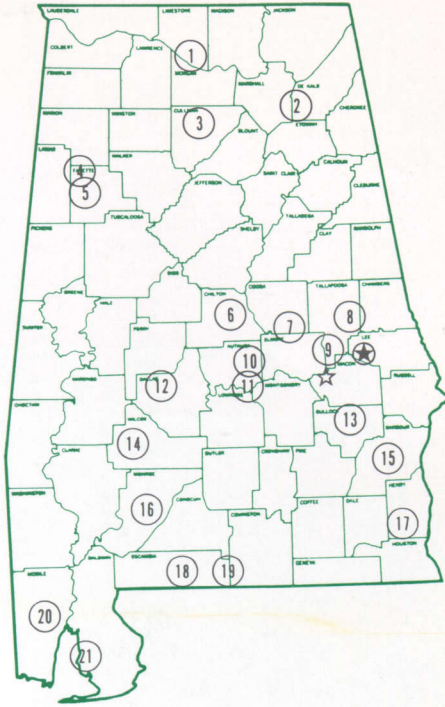 LAUDERDALE
LIMESTONE
MADISON
JACKSON
COLBERT
LAWRENCE
1
FRANKLIN
MORGAN
MARSHALL
DE KALB
2
CHEROKEE
MARION
WINSTON
CULLMAN
3
BLOUNT
ETOWAH
LAMAR
FAYETTE
4
5
WALKER
JEFFERSON
SAINT CLAIR
CALHOUN
CLEBURNE
PICKENS
TUSCALOOSA
SHELBY
TALLADEGA
CLAY
RANDOLPH
GREENE
HALE
BIBB
CHILTON
6
COOSA
TALLAPOOSA
CHAMBERS
8
SUMTER
PERRY
7
ELMORE
9
LEE
AUTAUGA
10
MACON
RUSSELL
MARENGO
DALLAS
12
LOWNDES
11
MONTGOMERY
BULLOCK
13
CHOCTAW
WILCOX
14
BARBOUR
CLARKE
BUTLER
CRENSHAW
PIKE
15
MONROE
16
CONECUH
HENRY
WASHINGTON
COVINGTON
COFFEE
DALE
17
HOUSTON
ESCAMBIA
18
19
GENEVA
MOBILE
BALDWIN
20
21